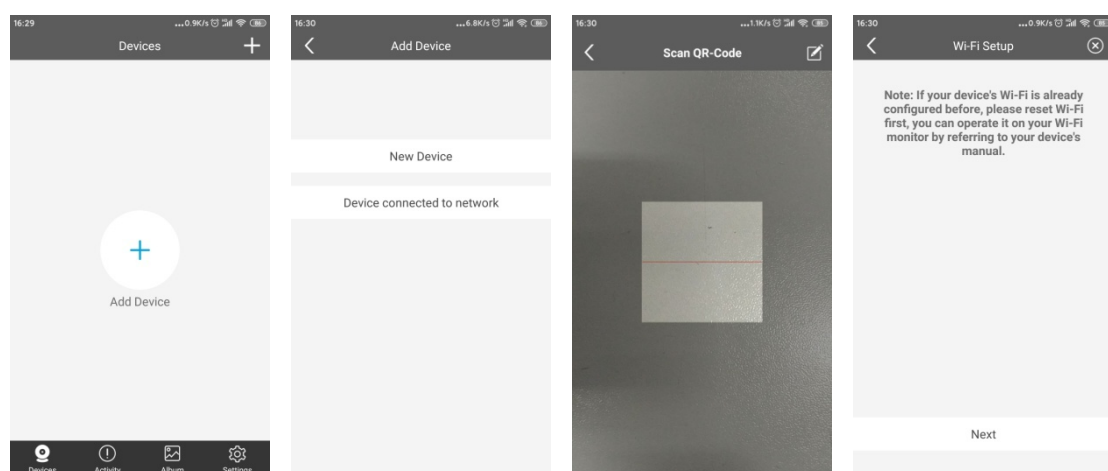 16:29
...0.9K/s
Devices
Add Device
Devices
Activity
Album
Settings
16:30
...6.8K/s
Add Device
New Device
Device connected to network
16:30
...1.1K/s
Scan QR-Code
16:30
...0.9K/s
Wi-Fi Setup
Note: If your device's Wi-Fi is already
configured before, please reset Wi-Fi
first, you can operate it on your Wi-Fi
monitor by referring to your device's
manual.
Next